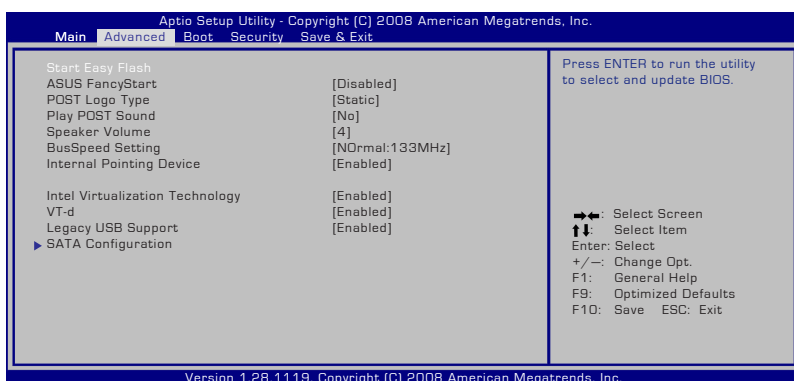 Aptio Setup Utility - Copyright (C) 2008 American Megatrends, Inc.
Main Advanced Boot Security Save & Exit
Start Easy Flash
ASUS FancyStart [Disabled]
POST Logo Type [Static]
Play POST Sound [No]
Speaker Volume [4]
BusSpeed Setting [NOrmal:133MHz]
Internal Pointing Device [Enabled]
Intel Virtualization Technology [Enabled]
VT-d [Enabled]
Legacy USB Support [Enabled]
SATA Configuration
Press ENTER to run the utility
to select and update BIOS.
→←: Select Screen
↑↓: Select Item
Enter: Select
+/—: Change Opt.
F1: General Help
F9: Optimized Defaults
F10: Save ESC: Exit
Version 1.28.1119. Copyright (C) 2008 American Megatrends, Inc.